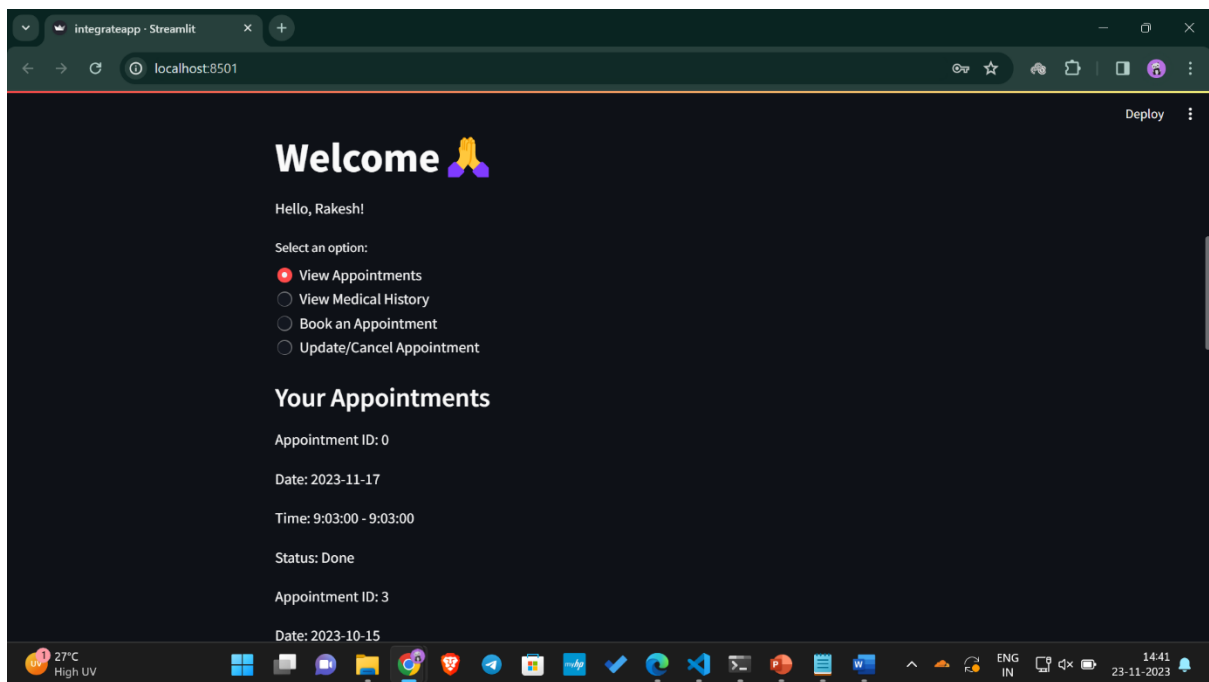 integrateapp · Streamlit
localhost:8501
Deploy
Welcome
Hello, Rakesh!
Select an option:
View Appointments
View Medical History
Book an Appointment
Update/Cancel Appointment
Your Appointments
Appointment ID: 0
Date: 2023-11-17
Time: 9:03:00 - 9:03:00
Status: Done
Appointment ID: 3
Date: 2023-10-15
1
27°C
High UV
myhp
ENG
IN
14:41
23-11-2023